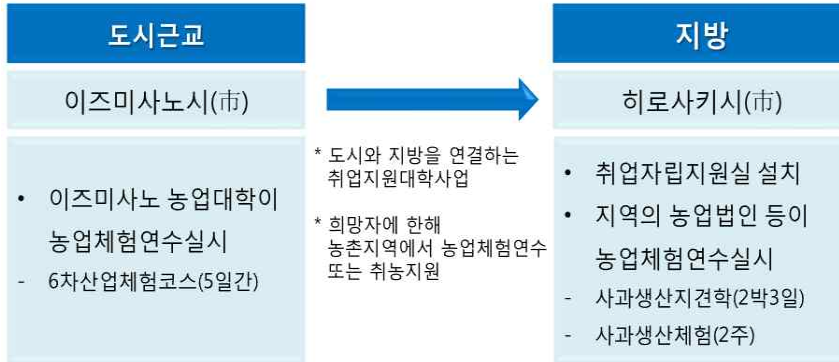 도시근교
이즈미사노시(市)
• 이즈미사노 농업대학이
농업체험연수실시
- 6차산업체험코스(5일간)
* 도시와 지방을 연결하는
취업지원대학사업
* 희망자에 한해
농촌지역에서 농업체험연수
또는 취농지원
지방
히로사키시(市)
• 취업자립지원실 설치
• 지역의 농업법인 등이
농업체험연수실시
- 사과생산지견학(2박3일)
- 사과생산체험(2주)